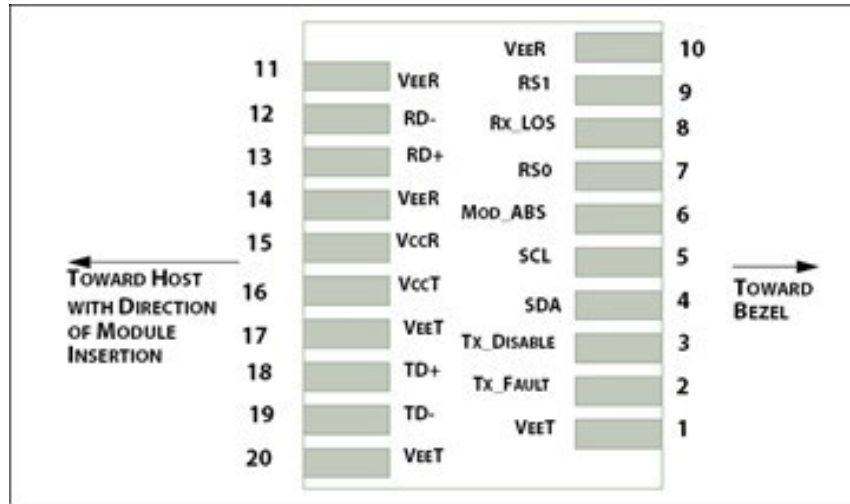 11 VEER
12 RD-
13 RD+
14 VEER
15 VCCR
16 VCCT
17 VEET
18 TD+
19 TD-
20 VEET
TOWARD HOST
WITH DIRECTION
OF MODULE
INSERTION
VEER 10
RS1 9
RX_LOS 8
RS0 7
MOD_ABS 6
SCL 5
SDA 4
TX_DISABLE 3
TX_FAULT 2
VEET 1
TOWARD
BEZEL